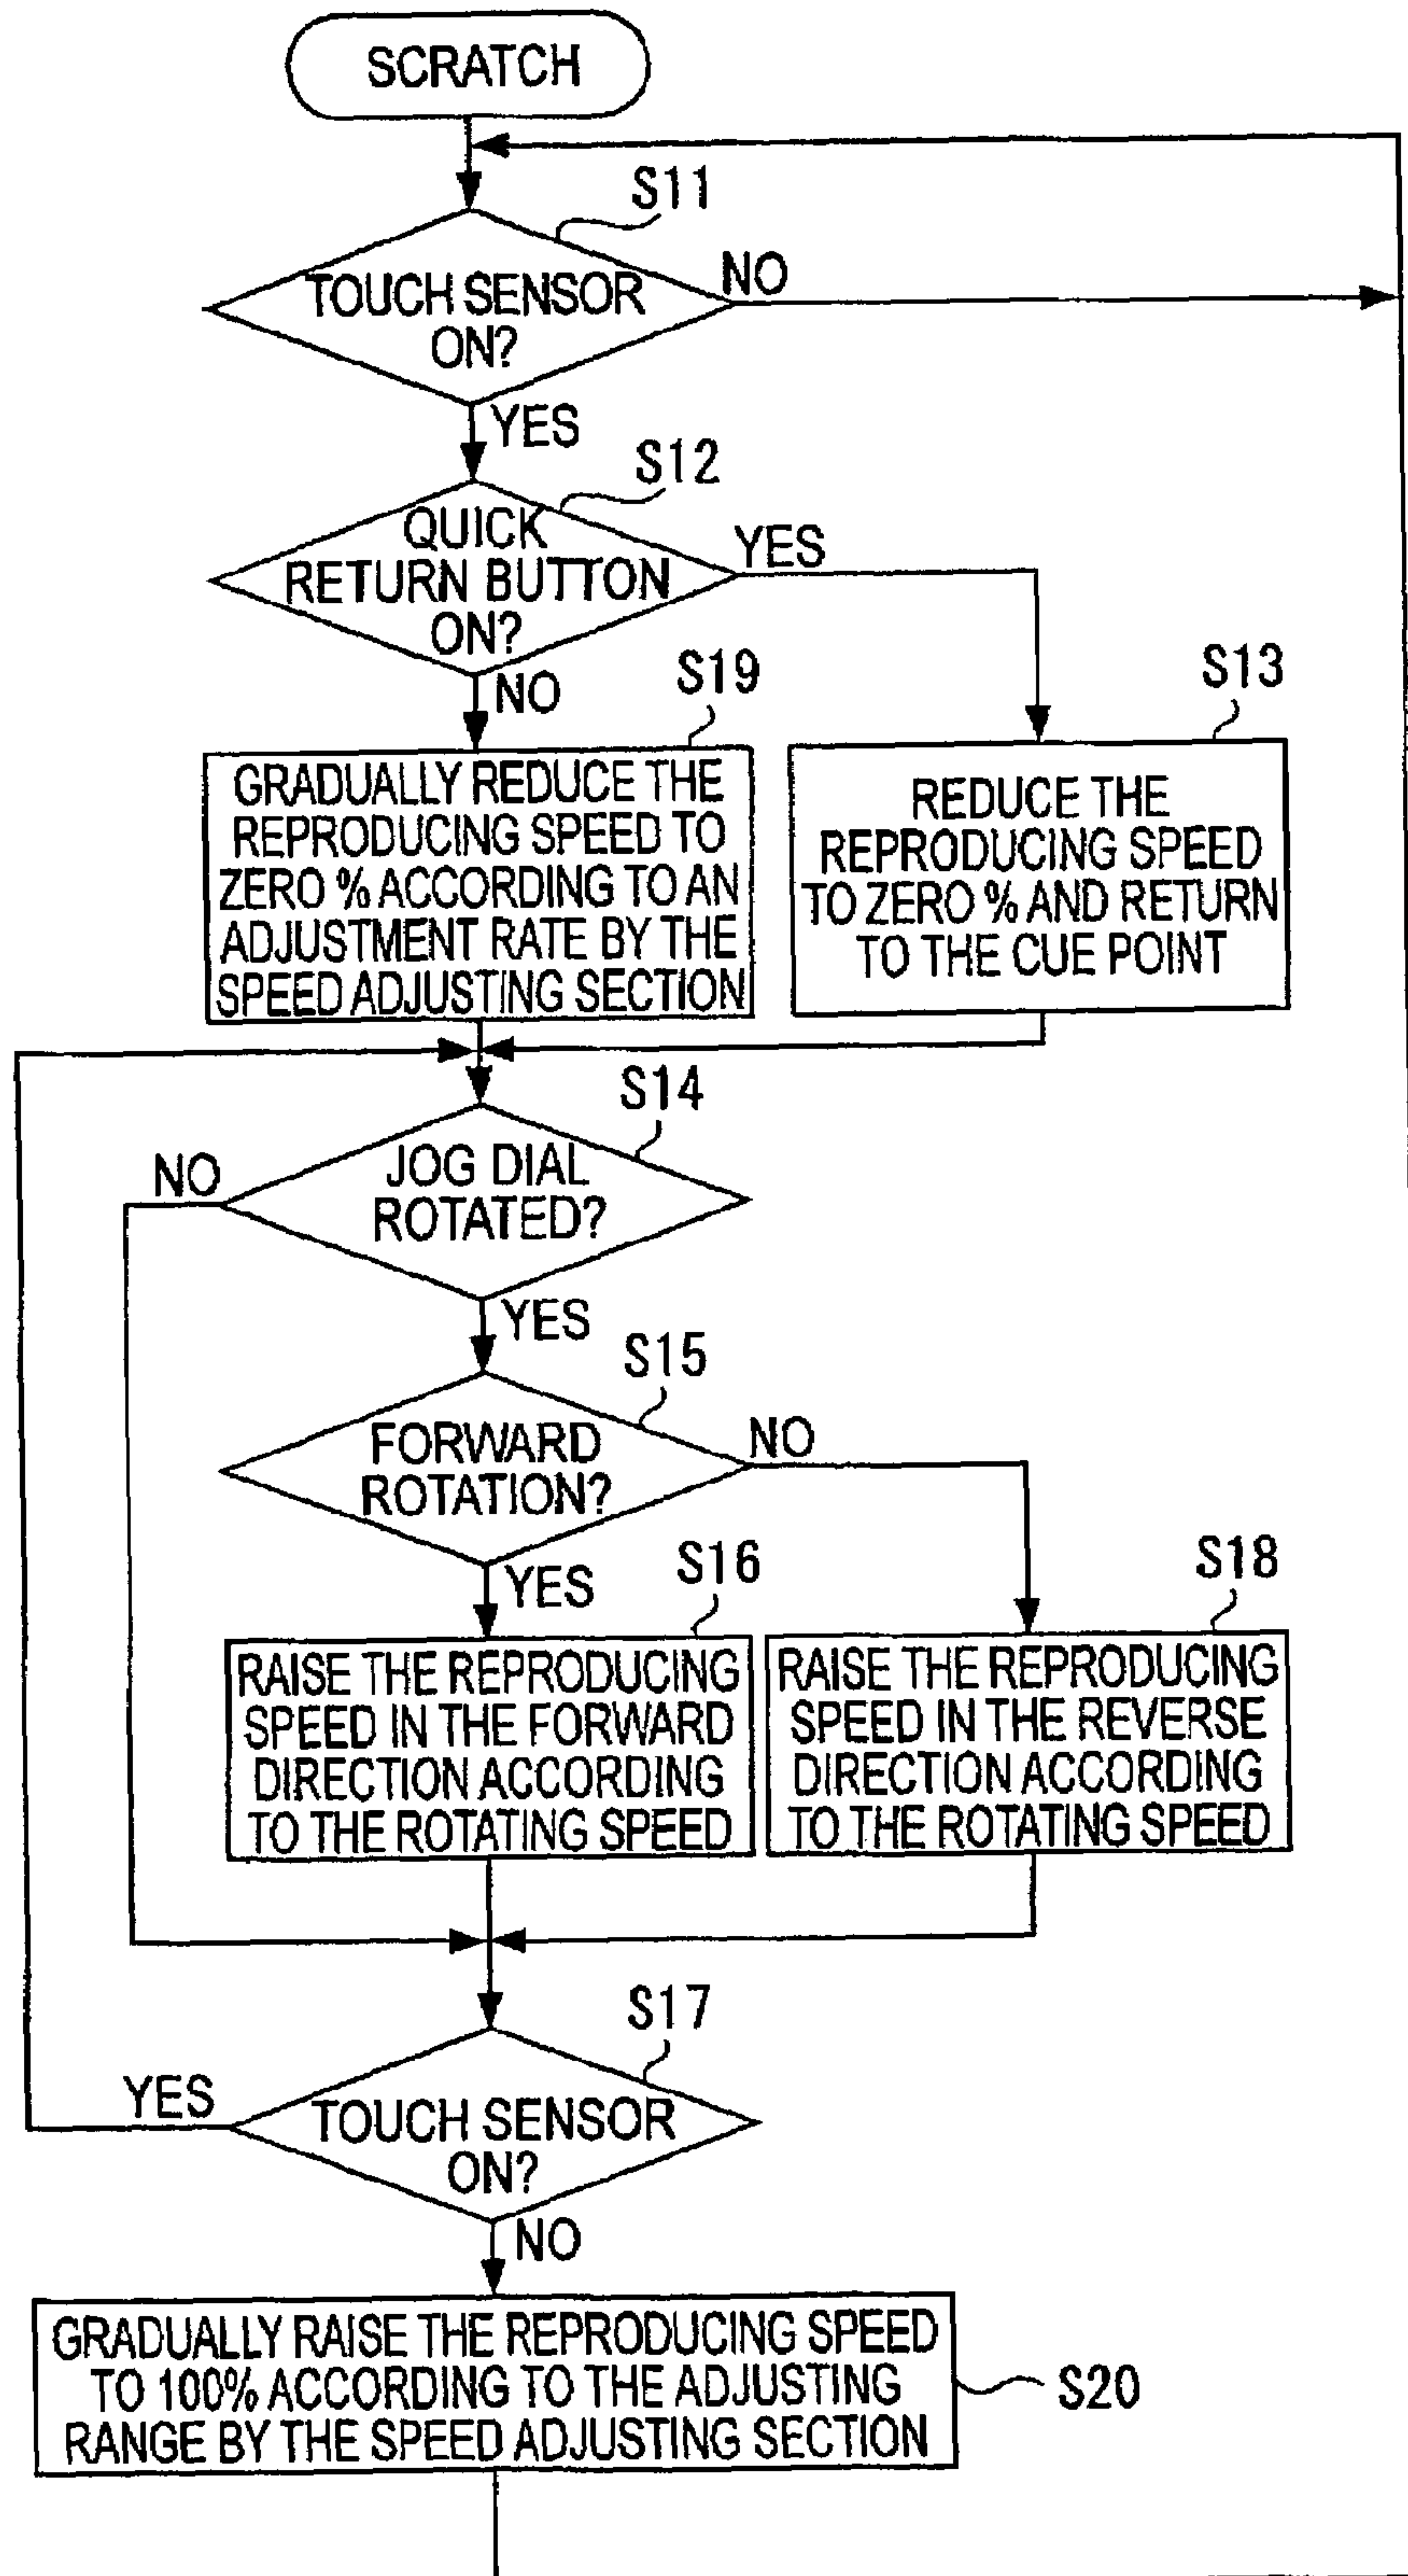 SCRATCH
S11
TOUCH SENSOR
ON?
NO
YES
S12
QUICK
RETURN BUTTON
ON?
YES
NO
S19
GRADUALLY REDUCE THE
REPRODUCING SPEED TO
ZERO % ACCORDING TO AN
ADJUSTMENT RATE BY THE
SPEED ADJUSTING SECTION
S13
REDUCE THE
REPRODUCING SPEED
TO ZERO % AND RETURN
TO THE CUE POINT
S14
JOG DIAL
ROTATED?
NO
YES
S15
FORWARD
ROTATION?
NO
YES
S16
RAISE THE REPRODUCING
SPEED IN THE FORWARD
DIRECTION ACCORDING
TO THE ROTATING SPEED
S18
RAISE THE REPRODUCING
SPEED IN THE REVERSE
DIRECTION ACCORDING
TO THE ROTATING SPEED
S17
TOUCH SENSOR
ON?
YES
NO
GRADUALLY RAISE THE REPRODUCING SPEED
TO 100% ACCORDING TO THE ADJUSTING
RANGE BY THE SPEED ADJUSTING SECTION
S20